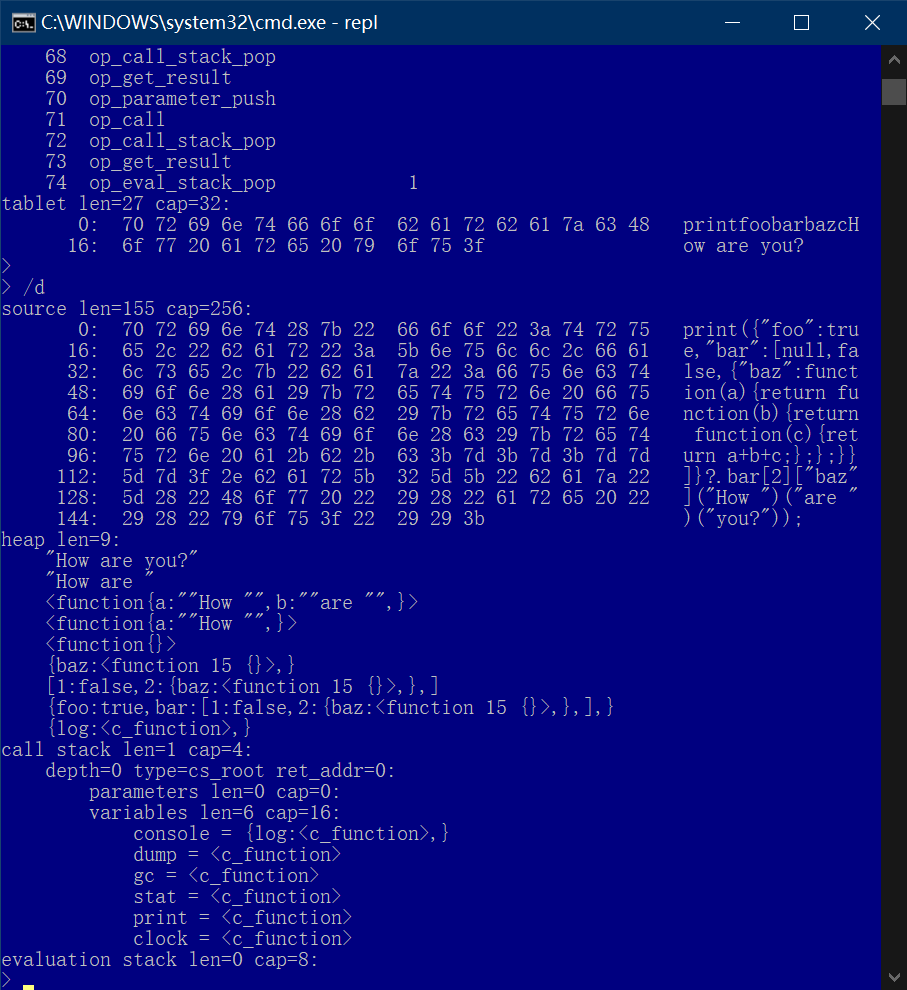 C:\WINDOWS\system32\cmd.exe - repl
    68  op_call_stack_pop
    69  op_get_result
    70  op_parameter_push
    71  op_call
    72  op_call_stack_pop
    73  op_get_result
    74  op_eval_stack_pop            1
tablet len=27 cap=32:
       0:  70 72 69 6e 74 66 6f 6f  62 61 72 62 61 7a 63 48   printfoobarbazcH
      16:  6f 77 20 61 72 65 20 79  6f 75 3f                  ow are you?
>
> /d
source len=155 cap=256:
       0:  70 72 69 6e 74 28 7b 22  66 6f 6f 22 3a 74 72 75   print({"foo":tru
      16:  65 2c 22 62 61 72 22 3a  5b 6e 75 6c 6c 2c 66 61   e,"bar":[null,fa
      32:  6c 73 65 2c 7b 22 62 61  7a 22 3a 66 75 6e 63 74   lse,{"baz":funct
      48:  69 6f 6e 28 61 29 7b 72  65 74 75 72 6e 20 66 75   ion(a){return fu
      64:  6e 63 74 69 6f 6e 28 62  29 7b 72 65 74 75 72 6e   nction(b){return
      80:  20 66 75 6e 63 74 69 6f  6e 28 63 29 7b 72 65 74    function(c){ret
      96:  75 72 6e 20 61 2b 62 2b  63 3b 7d 3b 7d 3b 7d 7d   urn a+b+c;};};}}
     112:  5d 7d 3f 2e 62 61 72 5b  32 5d 5b 22 62 61 7a 22   ]}?.bar[2]["baz"
     128:  5d 28 22 48 6f 77 20 22  29 28 22 61 72 65 20 22   ]("How ")("are "
     144:  29 28 22 79 6f 75 3f 22  29 29 3b                  )("you?"));
heap len=9:
    "How are you?"
    "How are "
    <function{a:""How "",b:""are "",}>
    <function{a:""How "",}>
    <function{}>
    {baz:<function 15 {}>,}
    [1:false,2:{baz:<function 15 {}>,},]
    {foo:true,bar:[1:false,2:{baz:<function 15 {}>,},],}
    {log:<c_function>,}
call stack len=1 cap=4:
    depth=0 type=cs_root ret_addr=0:
        parameters len=0 cap=0:
        variables len=6 cap=16:
            console = {log:<c_function>,}
            dump = <c_function>
            gc = <c_function>
            stat = <c_function>
            print = <c_function>
            clock = <c_function>
evaluation stack len=0 cap=8:
>